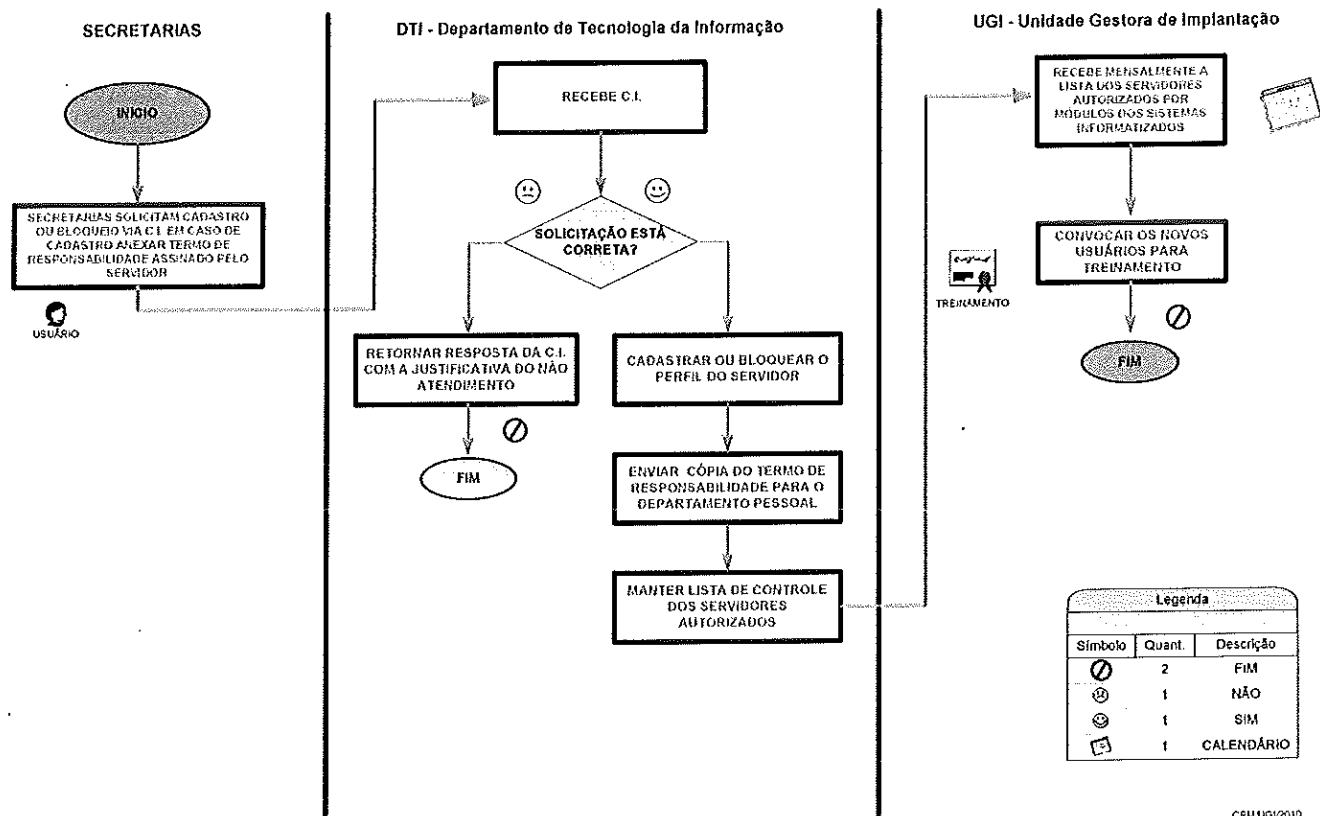 SECRETARIAS
INÍCIO
SECRETARIAS SOLICITAM CADASTRO
OU BLOQUEIO VIA C.I. EM CASO DE
CADASTRO ANEXAR TERMO DE
RESPONSABILIDADE ASSINADO PELO
SERVIDOR
USUÁRIO
DTI - Departamento de Tecnologia da Informação
RECEBE C.I.
SOLICITAÇÃO ESTÁ
CORRETA?
RETORNAR RESPOSTA DA C.I.
COM A JUSTIFICATIVA DO NÃO
ATENDIMENTO
FIM
CADASTRAR OU BLOQUEAR O
PERFIL DO SERVIDOR
ENVIAR CÓPIA DO TERMO DE
RESPONSABILIDADE PARA O
DEPARTAMENTO PESSOAL
MANTER LISTA DE CONTROLE
DOS SERVIDORES
AUTORIZADOS
UGI - Unidade Gestora de Implantação
RECEBE MENSALMENTE A
LISTA DOS SERVIDORES
AUTORIZADOS POR
MÓDULOS DOS SISTEMAS
INFORMATIZADOS
CONVOCAR OS NOVOS
USUÁRIOS PARA
TREINAMENTO
TREINAMENTO
FIM
Legenda
Símbolo Quant. Descrição
2 FIM
1 NÃO
1 SIM
1 CALENDÁRIO